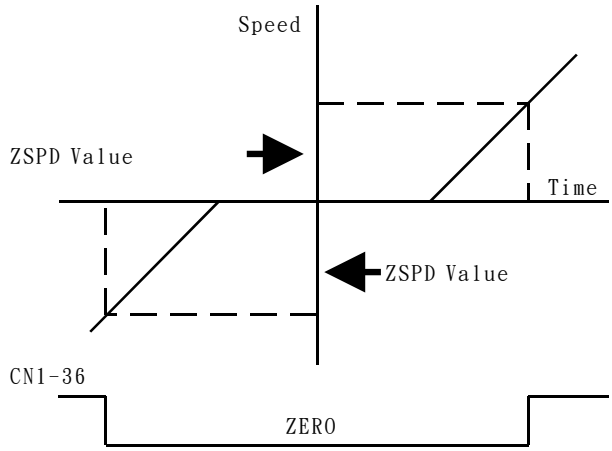 Speed
ZSPD Value
Time
ZSPD Value
CN1-36
ZERO